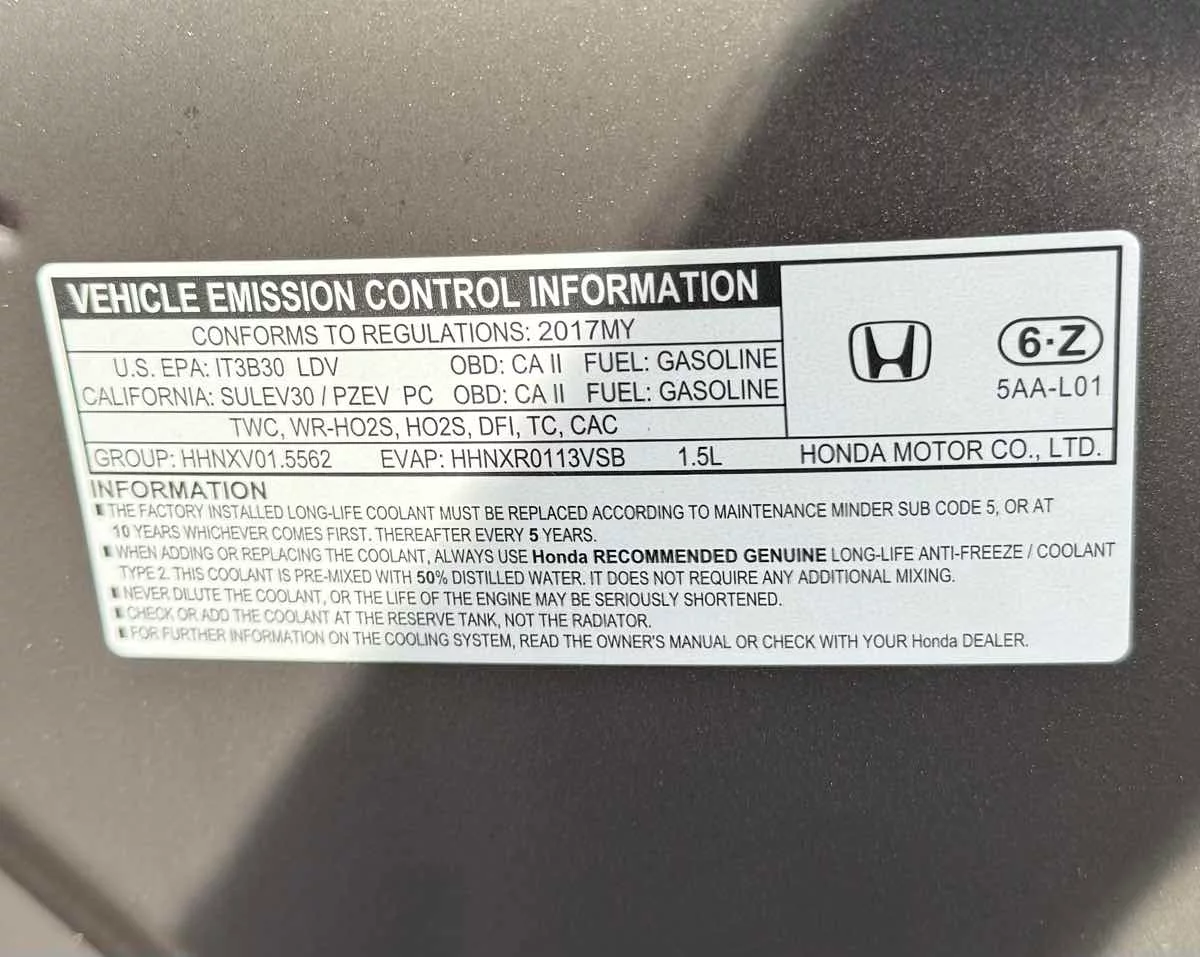 VEHICLE EMISSION CONTROL INFORMATION
CONFORMS TO REGULATIONS: 2017MY
U.S. EPA: IT3B30 LDV OBD: CA II FUEL: GASOLINE
CALIFORNIA: SULEV30 / PZEV PC OBD: CA II FUEL: GASOLINE
TWC, WR-HO2S, HO2S, DFI, TC, CAC
6·Z
5AA-L01
GROUP: HHNXV01.5562 EVAP: HHNXR0113VSB 1.5L HONDA MOTOR CO., LTD.
INFORMATION
THE FACTORY INSTALLED LONG-LIFE COOLANT MUST BE REPLACED ACCORDING TO MAINTENANCE MINDER SUB CODE 5, OR AT
10 YEARS WHICHEVER COMES FIRST. THEREAFTER EVERY 5 YEARS.
WHEN ADDING OR REPLACING THE COOLANT, ALWAYS USE Honda RECOMMENDED GENUINE LONG-LIFE ANTI-FREEZE / COOLANT
TYPE 2. THIS COOLANT IS PRE-MIXED WITH 50% DISTILLED WATER. IT DOES NOT REQUIRE ANY ADDITIONAL MIXING.
NEVER DILUTE THE COOLANT, OR THE LIFE OF THE ENGINE MAY BE SERIOUSLY SHORTENED.
CHECK OR ADD THE COOLANT AT THE RESERVE TANK, NOT THE RADIATOR.
FOR FURTHER INFORMATION ON THE COOLING SYSTEM, READ THE OWNER'S MANUAL OR CHECK WITH YOUR Honda DEALER.